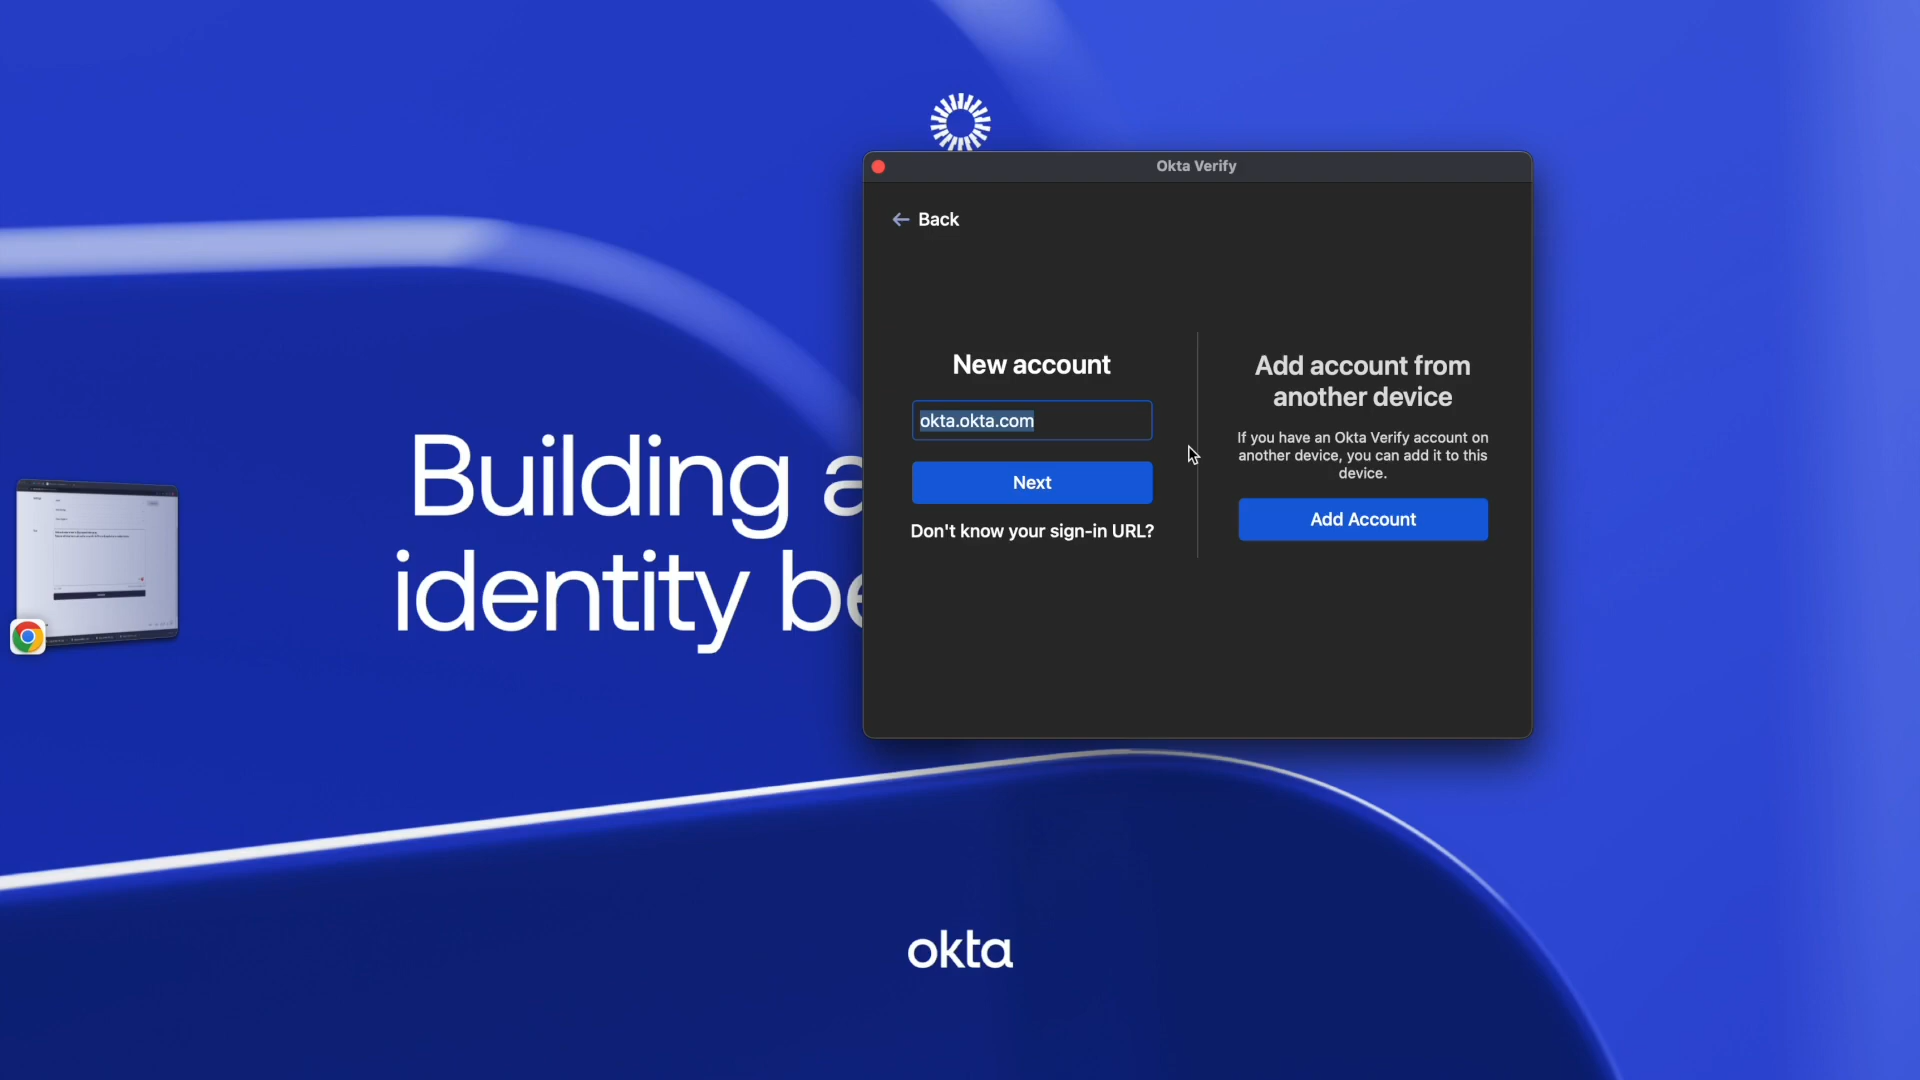 Okta Verify
Back
New account
okta.okta.com
Next
Don't know your sign-in URL?
Add account from
another device
If you have an Okta Verify account on
another device, you can add it to this
device.
Add Account
Building a
identity be
okta